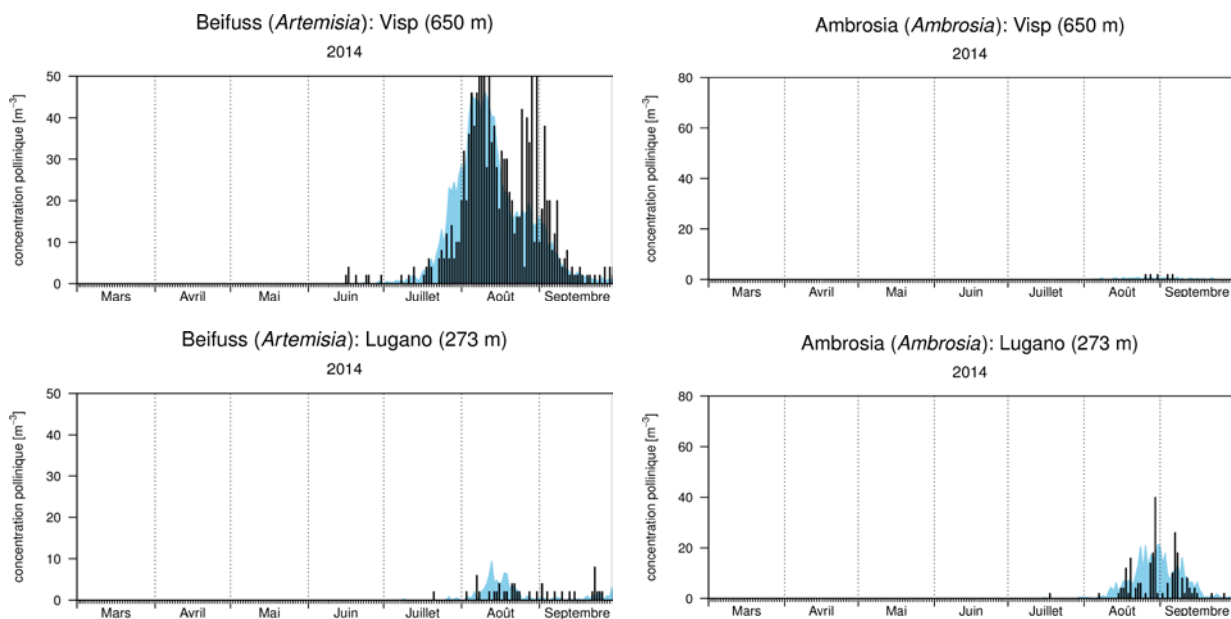 Beifuss (Artemisia): Visp (650 m)
2014
50
40
30
20
10
0
concentration pollinique [m⁻³]
Mars Avril Mai Juin Juillet Août Septembre
Ambrosia (Ambrosia): Visp (650 m)
2014
80
60
40
20
0
concentration pollinique [m⁻³]
Mars Avril Mai Juin Juillet Août Septembre
Beifuss (Artemisia): Lugano (273 m)
2014
50
40
30
20
10
0
concentration pollinique [m⁻³]
Mars Avril Mai Juin Juillet Août Septembre
Ambrosia (Ambrosia): Lugano (273 m)
2014
80
60
40
20
0
concentration pollinique [m⁻³]
Mars Avril Mai Juin Juillet Août Septembre